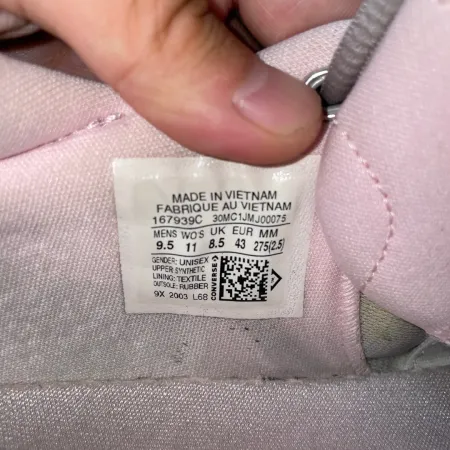 MADE IN VIETNAM
FABRIQUE AU VIETNAM
167939C 30MC1JMJ00075
MENS WO'S UK EUR MM
9.5 11 8.5 43 275(2.5)
GENDER: UNISEX
UPPER: SYNTHETIC
LINING: TEXTILE
OUTSOLE: RUBBER
9X 2003 L68
CONVERSE